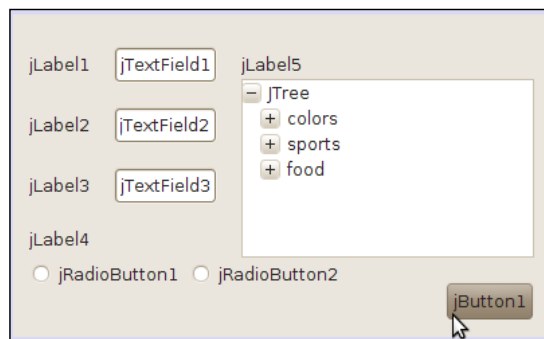 jLabel1 jTextField1 jLabel5
JTree
jLabel2 jTextField2 colors
sports
jLabel3 jTextField3 food
jLabel4
jRadioButton1 jRadioButton2
jButton1